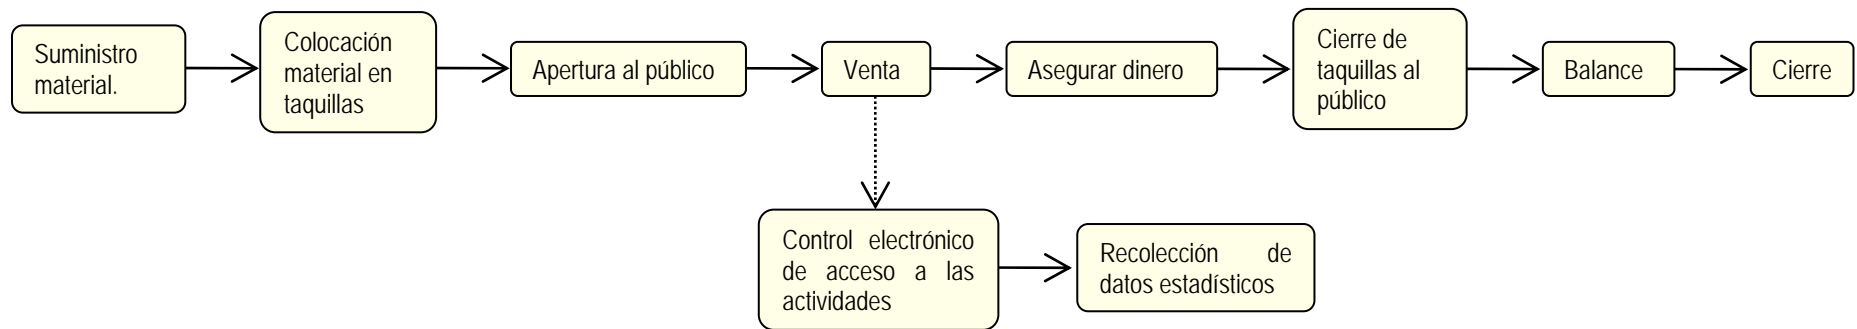 Suministro
material.
Colocación
material en
taquillas
Apertura al público
Venta
Asegurar dinero
Cierre de
taquillas al
público
Balance
Cierre
Control electrónico
de acceso a las
actividades
Recolección de
datos estadísticos